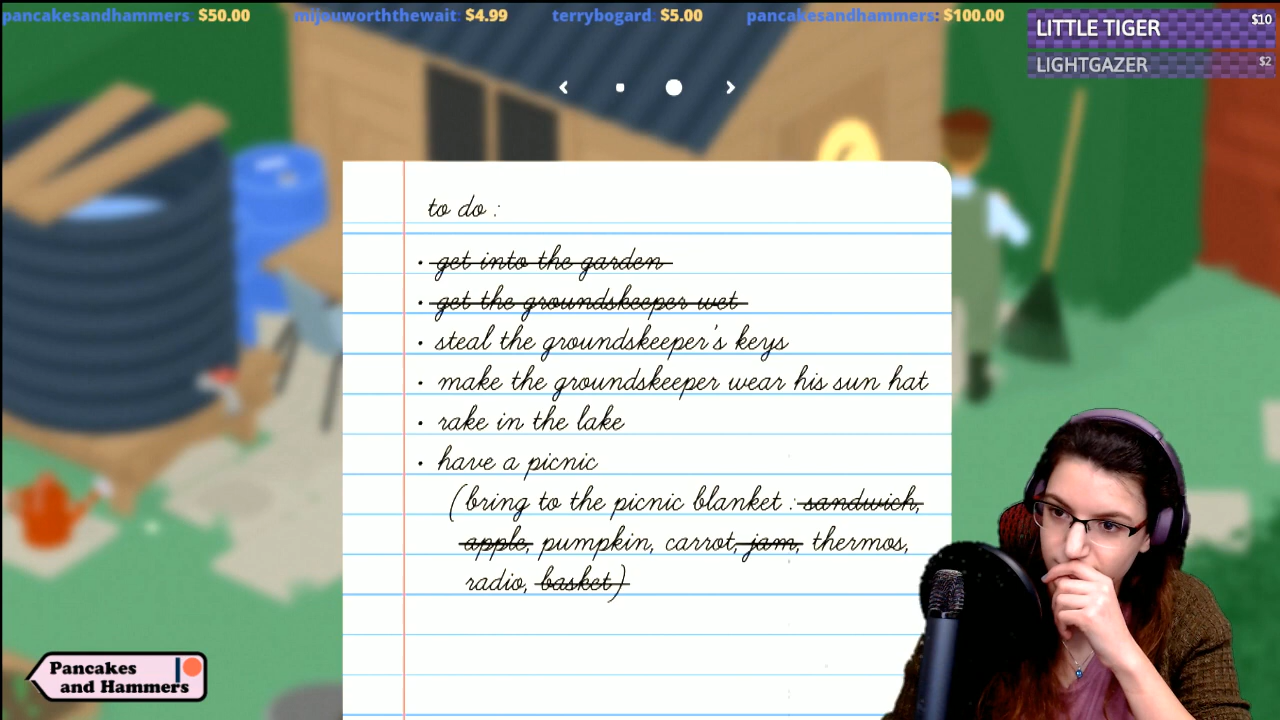 pancakesandhammers $50.00 mijouworththewait: $4.99 terrybogard: $5.00 pancakesandhammers: $100.00
LITTLE TIGER $10
LIGHTGAZER $2
to do :
• get into the garden
• get the groundskeeper wet
• steal the groundskeeper's keys
• make the groundskeeper wear his sun hat
• rake in the lake
• have a picnic
(bring to the picnic blanket : sandwich,
apple, pumpkin, carrot, jam, thermos,
radio, basket)
Pancakes
and Hammers